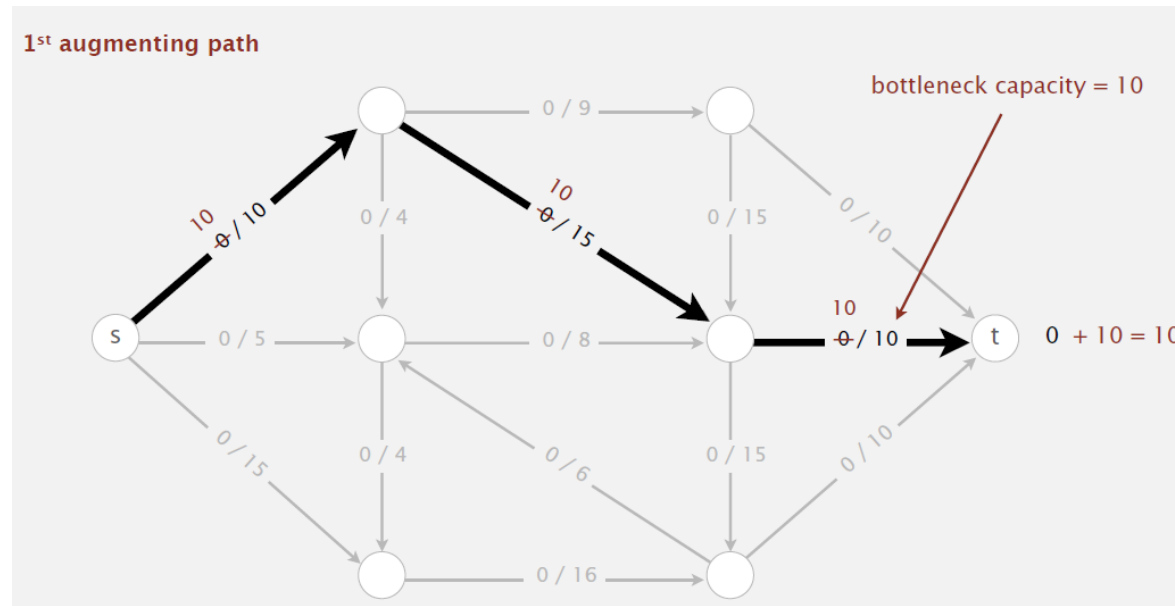 1st augmenting path
bottleneck capacity = 10
0 / 9
10
0 / 10
10
0 / 15
0 / 4
0 / 15
0 / 10
s
0 / 5
0 / 8
10
0 / 10
t
0 + 10 = 10
0 / 15
0 / 4
0 / 6
0 / 15
0 / 10
0 / 16